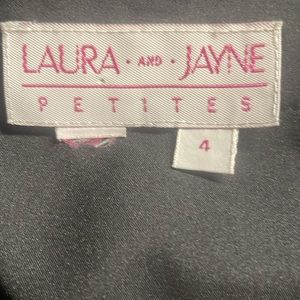 LAURA · AND · JAYNE
PETITES
4